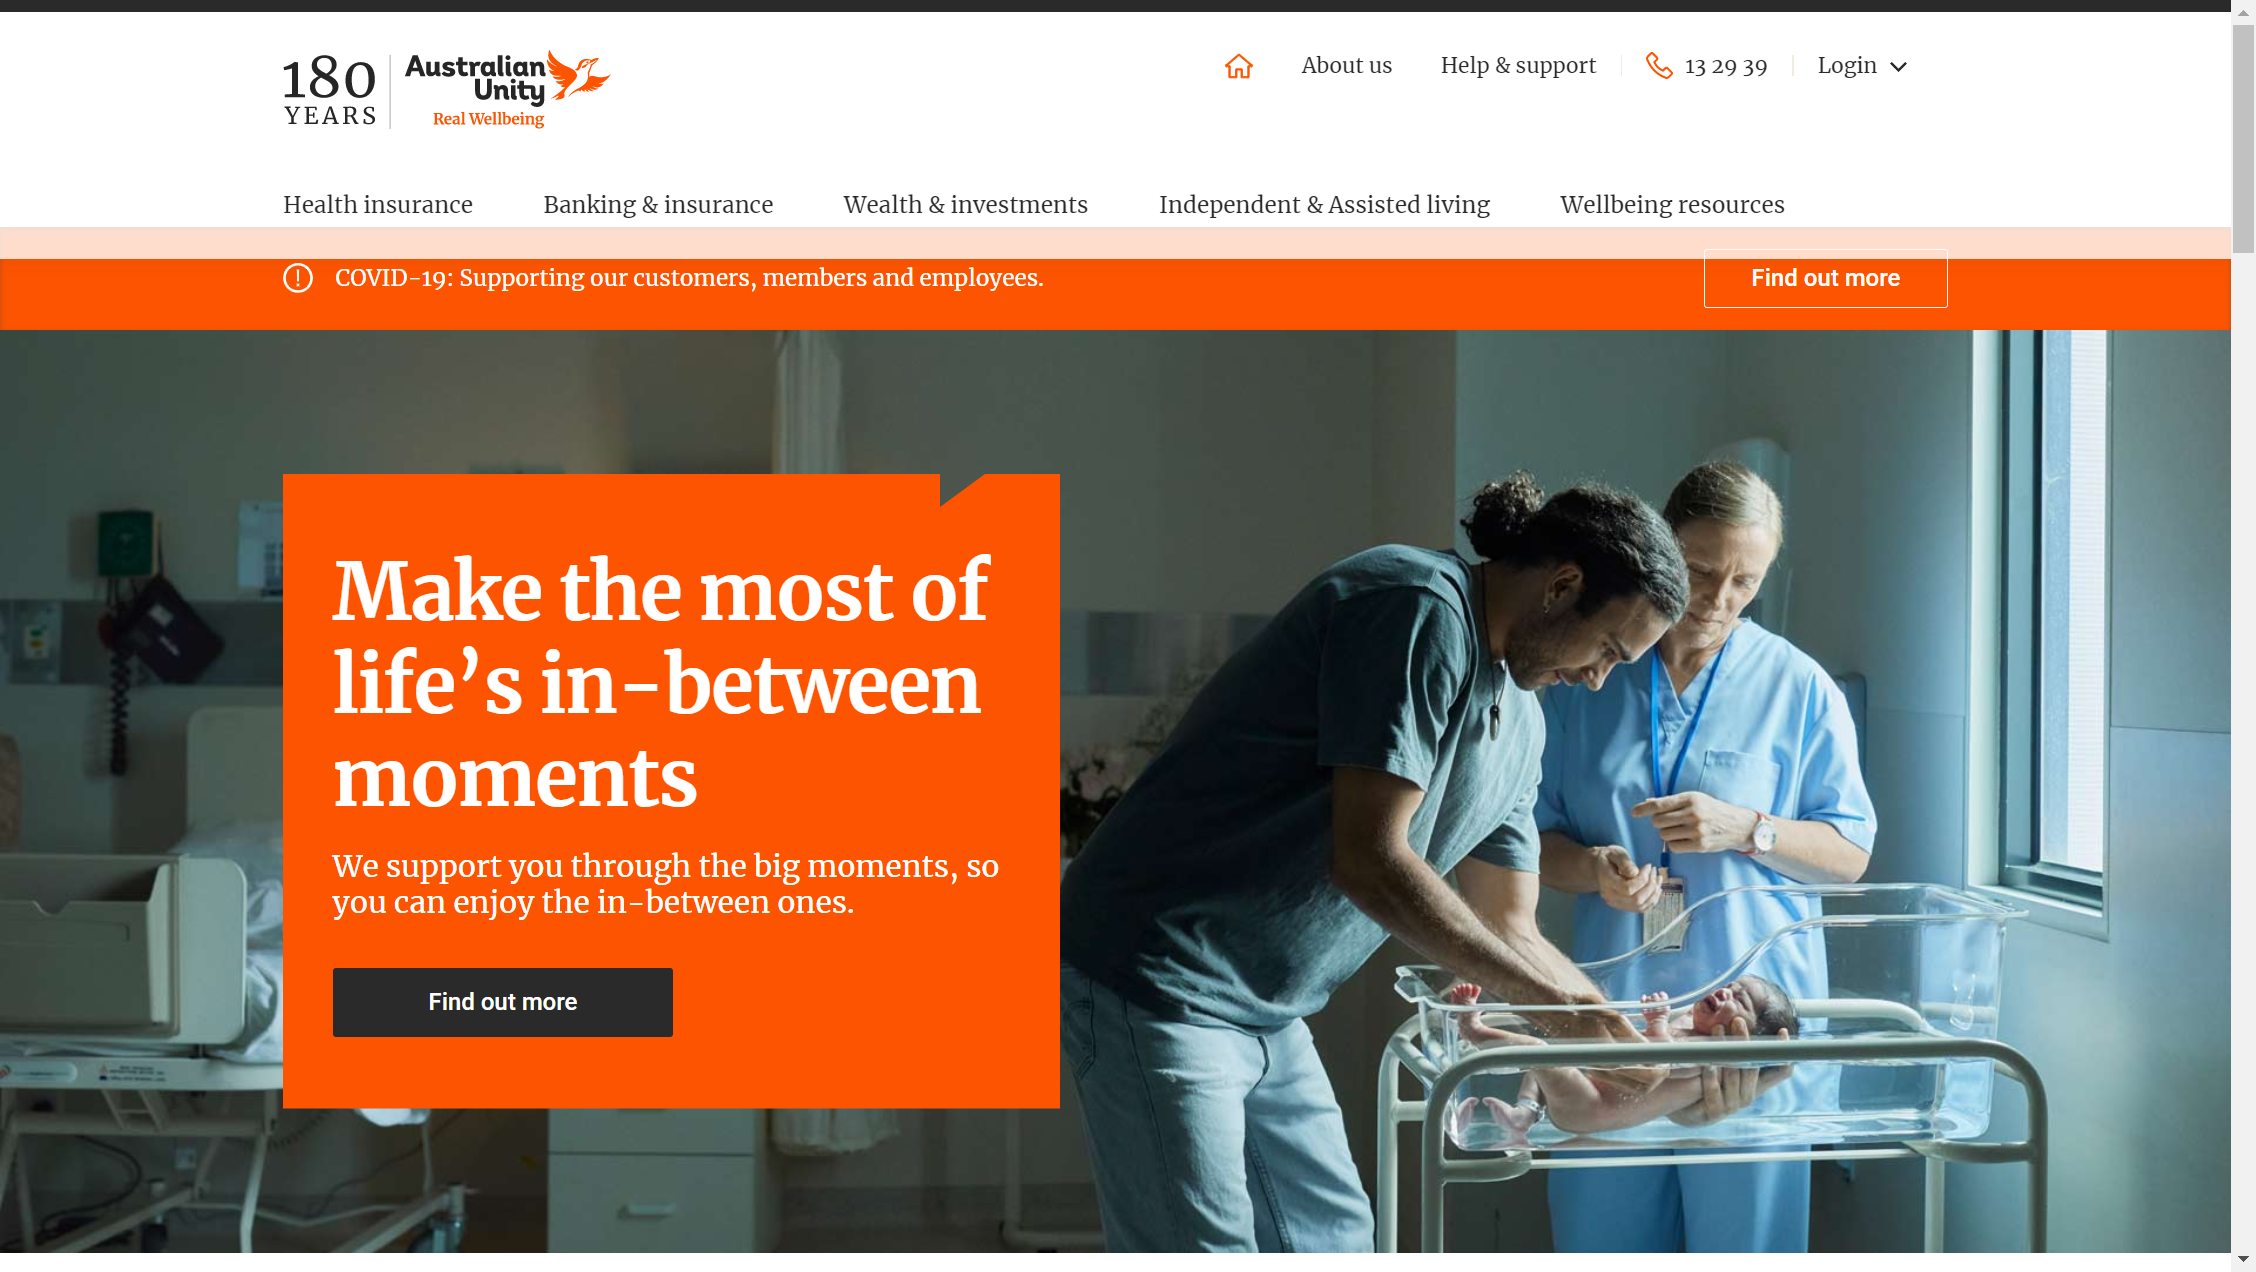 180
YEARS
Australian
Unity
Real Wellbeing
About us
Help & support
13 29 39
Login
Health insurance
Banking & insurance
Wealth & investments
Independent & Assisted living
Wellbeing resources
COVID-19: Supporting our customers, members and employees.
Find out more
Make the most of
life’s in-between
moments
We support you through the big moments, so
you can enjoy the in-between ones.
Find out more